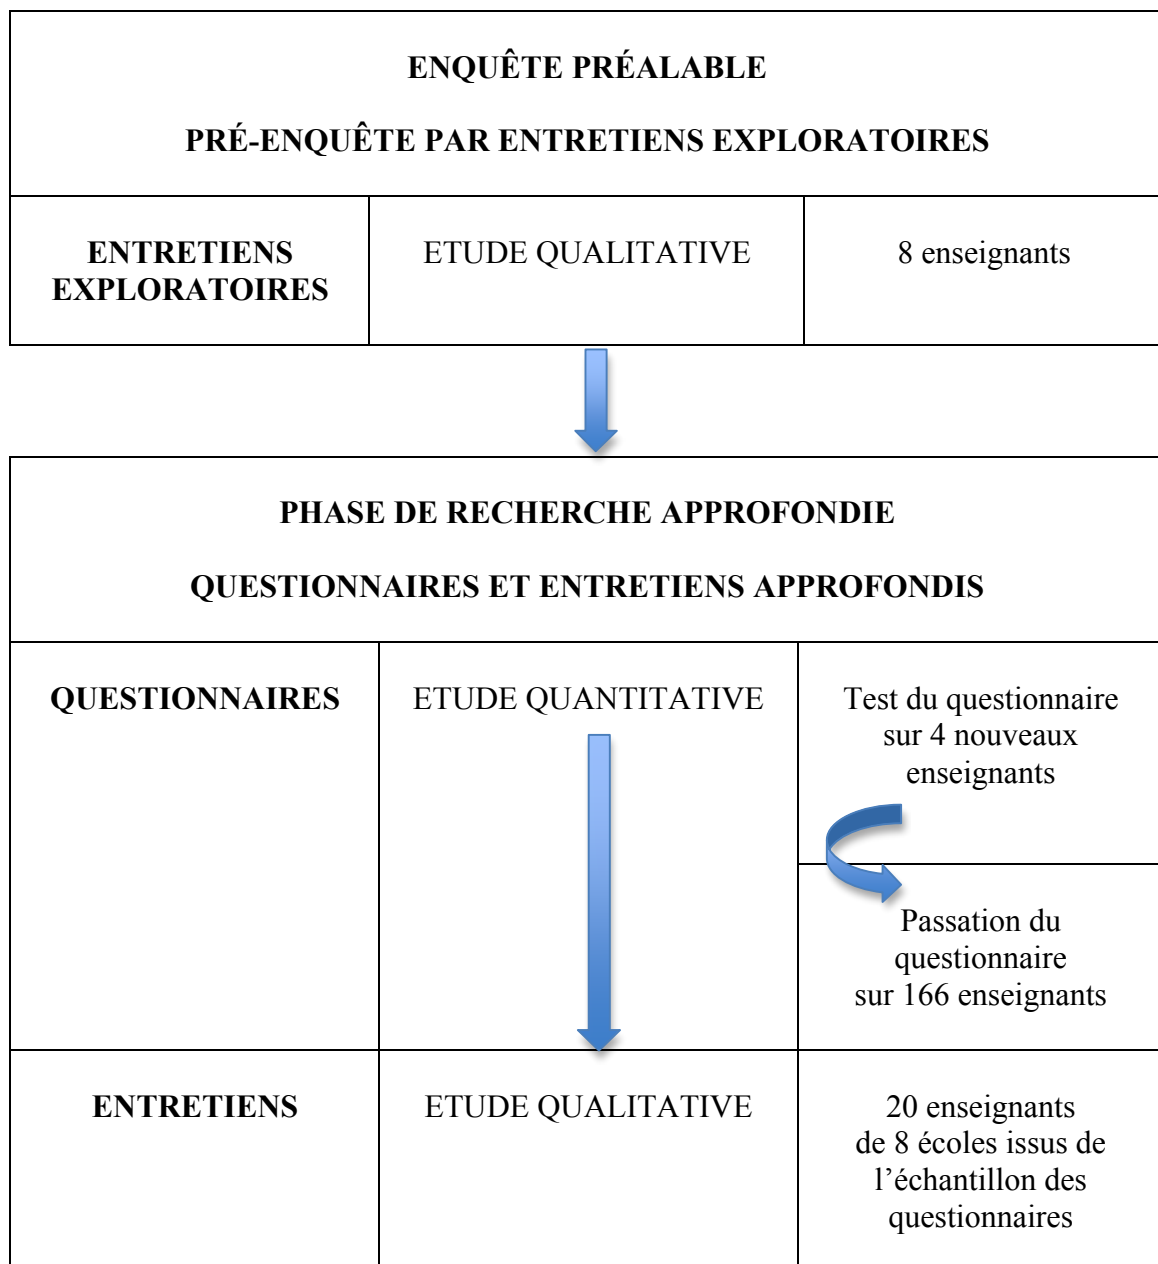 ENQUÊTE PRÉALABLE
PRÉ-ENQUÊTE PAR ENTRETIENS EXPLORATOIRES
ENTRETIENS
EXPLORATOIRES
ETUDE QUALITATIVE
8 enseignants
PHASE DE RECHERCHE APPROFONDIE
QUESTIONNAIRES ET ENTRETIENS APPROFONDIS
QUESTIONNAIRES
ETUDE QUANTITATIVE
Test du questionnaire
sur 4 nouveaux
enseignants
Passation du
questionnaire
sur 166 enseignants
ENTRETIENS
ETUDE QUALITATIVE
20 enseignants
de 8 écoles issus de
l’échantillon des
questionnaires